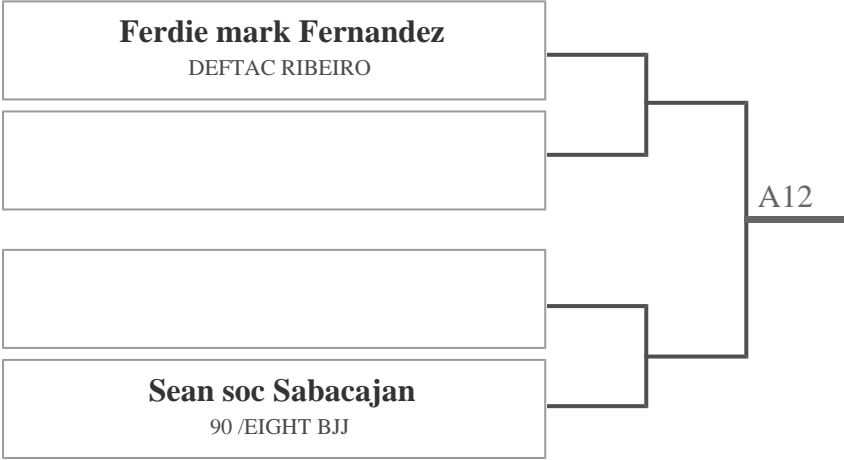 Ferdie mark Fernandez
DEFTAC RIBEIRO
A12
Sean soc Sabacajan
90 /EIGHT BJJ